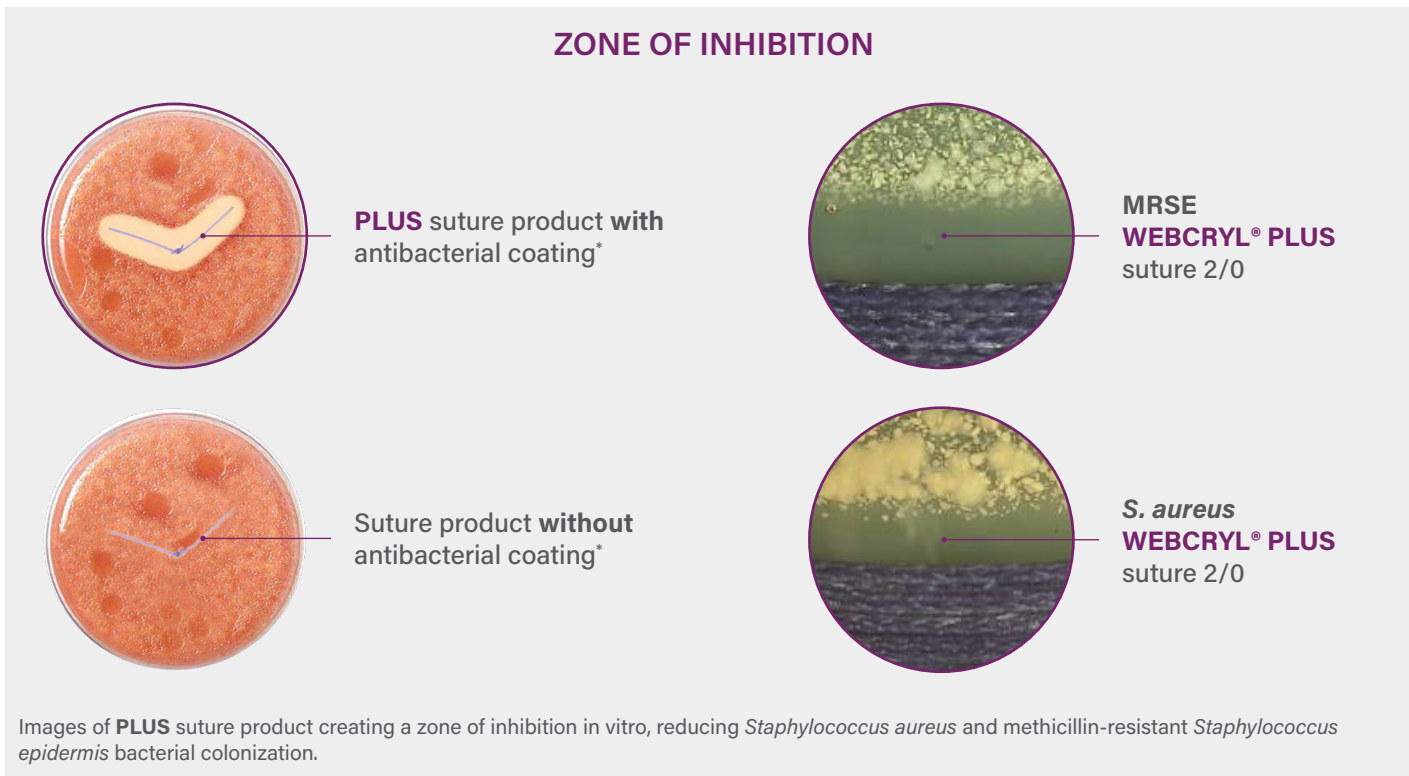 ZONE OF INHIBITION
PLUS suture product with
antibacterial coating*
MRSE
WEBCRYL® PLUS
suture 2/0
Suture product without
antibacterial coating*
S. aureus
WEBCRYL® PLUS
suture 2/0
Images of PLUS suture product creating a zone of inhibition in vitro, reducing Staphylococcus aureus and methicillin-resistant Staphylococcus
epidermis bacterial colonization.